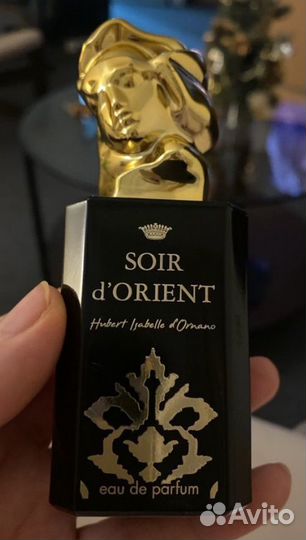 SOIR
d'ORIENT
Hubert Isabelle d'Ornano
eau de parfum
Avito